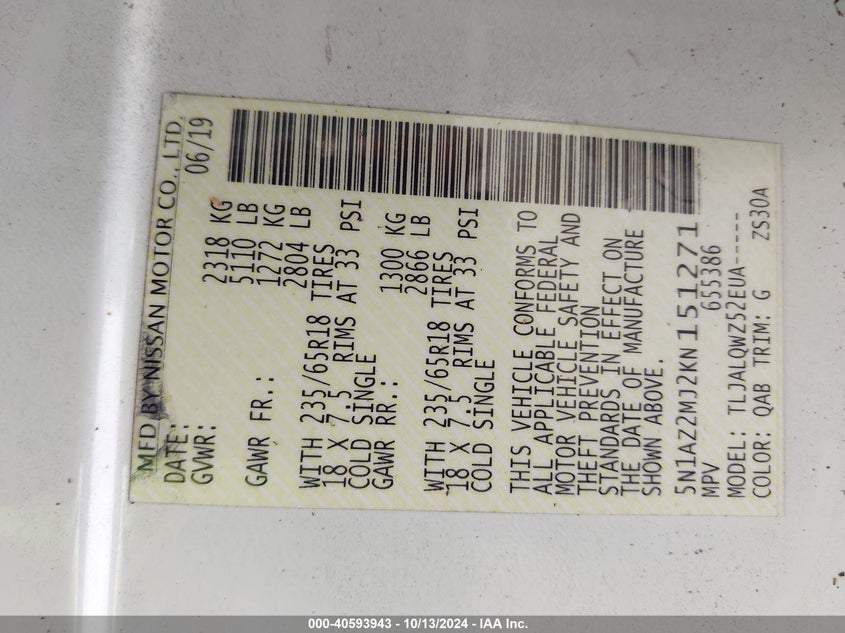 MFD BY NISSAN MOTOR CO., LTD.
DATE: 06/19
GVWR: 2318 KG
5110 LB
GAWR FR.: 1272 KG
2804 LB
WITH 235/65R18 TIRES
18 X 7.5 RIMS AT 33 PSI
COLD SINGLE
GAWR RR.: 1300 KG
2866 LB
WITH 235/65R18 TIRES
18 X 7.5 RIMS AT 33 PSI
COLD SINGLE
THIS VEHICLE CONFORMS TO
ALL APPLICABLE FEDERAL
MOTOR VEHICLE SAFETY AND
THEFT PREVENTION
STANDARDS IN EFFECT ON
THE DATE OF MANUFACTURE
SHOWN ABOVE.
5N1AZ2MJ2KN151271
MPV 655386
MODEL: TLJALQWZ52EUA-----
COLOR: QAB TRIM: G ZS30A
000-40593943 - 10/13/2024 - IAA Inc.